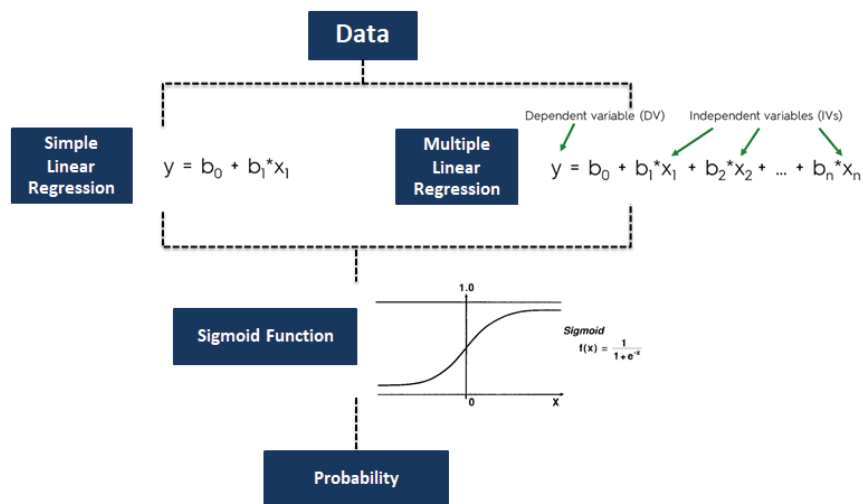 Data
Simple
Linear
Regression
y = b₀ + b₁*x₁
Multiple
Linear
Regression
Dependent variable (DV)
Independent variables (IVs)
y = b₀ + b₁*x₁ + b₂*x₂ + ... + bₙ*xₙ
Sigmoid Function
1.0
0
X
Sigmoid
f(x) = 1
1+e⁻ˣ
Probability